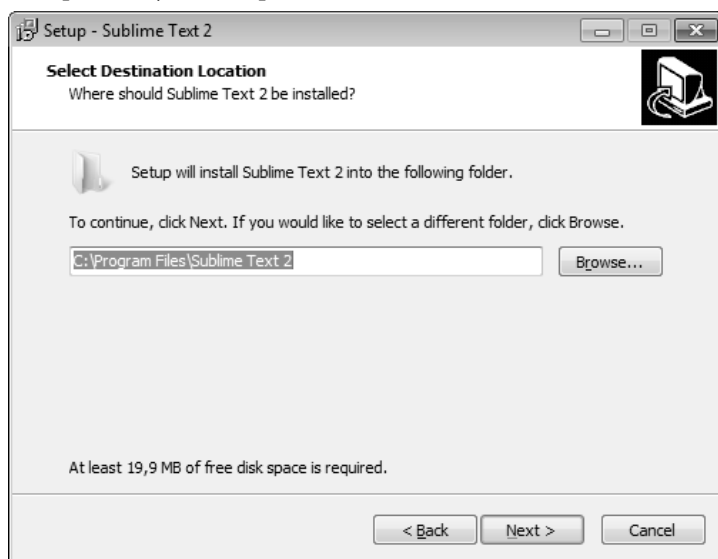 Setup - Sublime Text 2
Select Destination Location
Where should Sublime Text 2 be installed?
Setup will install Sublime Text 2 into the following folder.
To continue, click Next. If you would like to select a different folder, click Browse.
C:\Program Files\Sublime Text 2
Browse...
At least 19,9 MB of free disk space is required.
< Back Next > Cancel